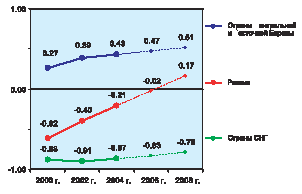 1.00
Страны Центральной
и Восточной Европы
0.27 0.39 0.43 0.47 0.51
Россия
0.17
0.00
-0.02
-0.21
-0.40
-0.62
Страны СНГ
-0.88 -0.91 -0.87 -0.83 -0.78
-1.00
2000 г. 2002 г. 2004 г. 2006 г. 2008 г.